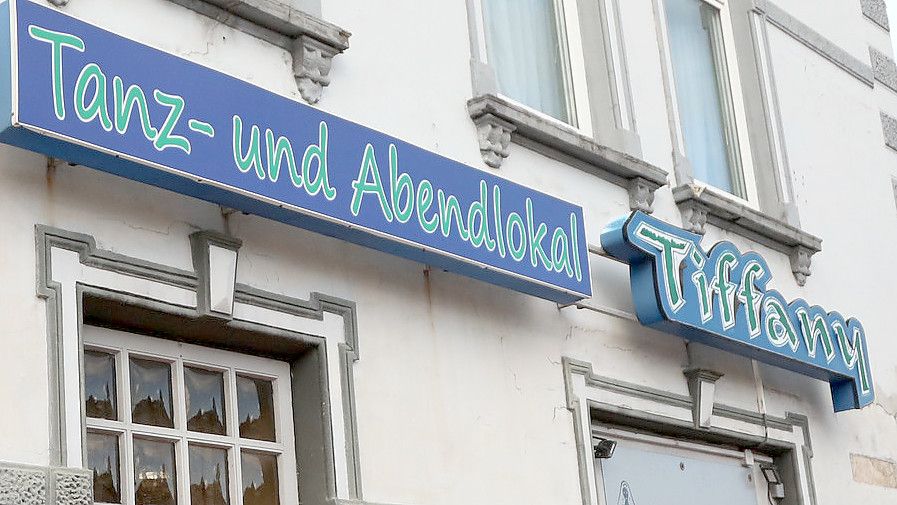 Tanz- und Abendlokal
Tiffany